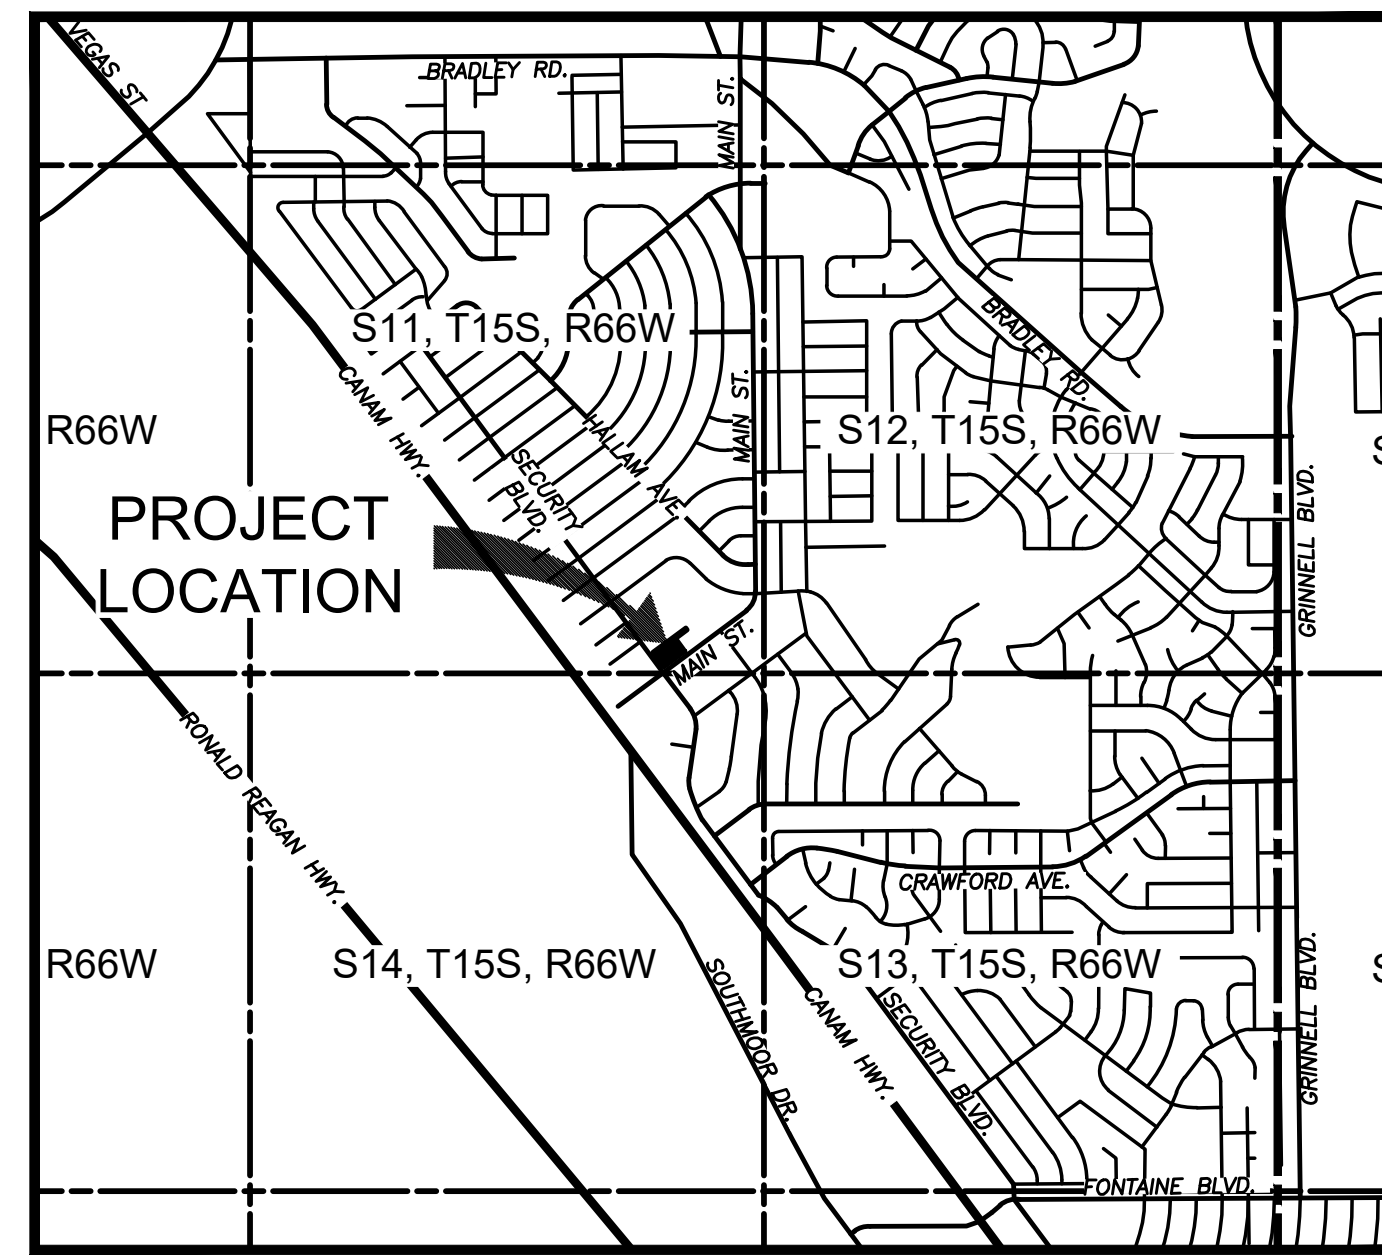 VEGAS ST
BRADLEY RD.
MAIN ST.
S11, T15S, R66W
BRADLEY RD.
CANAM HWY.
MAIN ST.
R66W
HALLAM AVE.
S12, T15S, R66W
S
SECURITY
BLVD.
GRINNELL BLVD.
PROJECT
LOCATION
MAIN ST.
RONALD REAGAN HWY.
CRAWFORD AVE.
R66W
S14, T15S, R66W
S13, T15S, R66W
S
SOUTHMOOR DR.
CANAM HWY.
SECURITY BLVD.
GRINNELL BLVD.
FONTAINE BLVD.